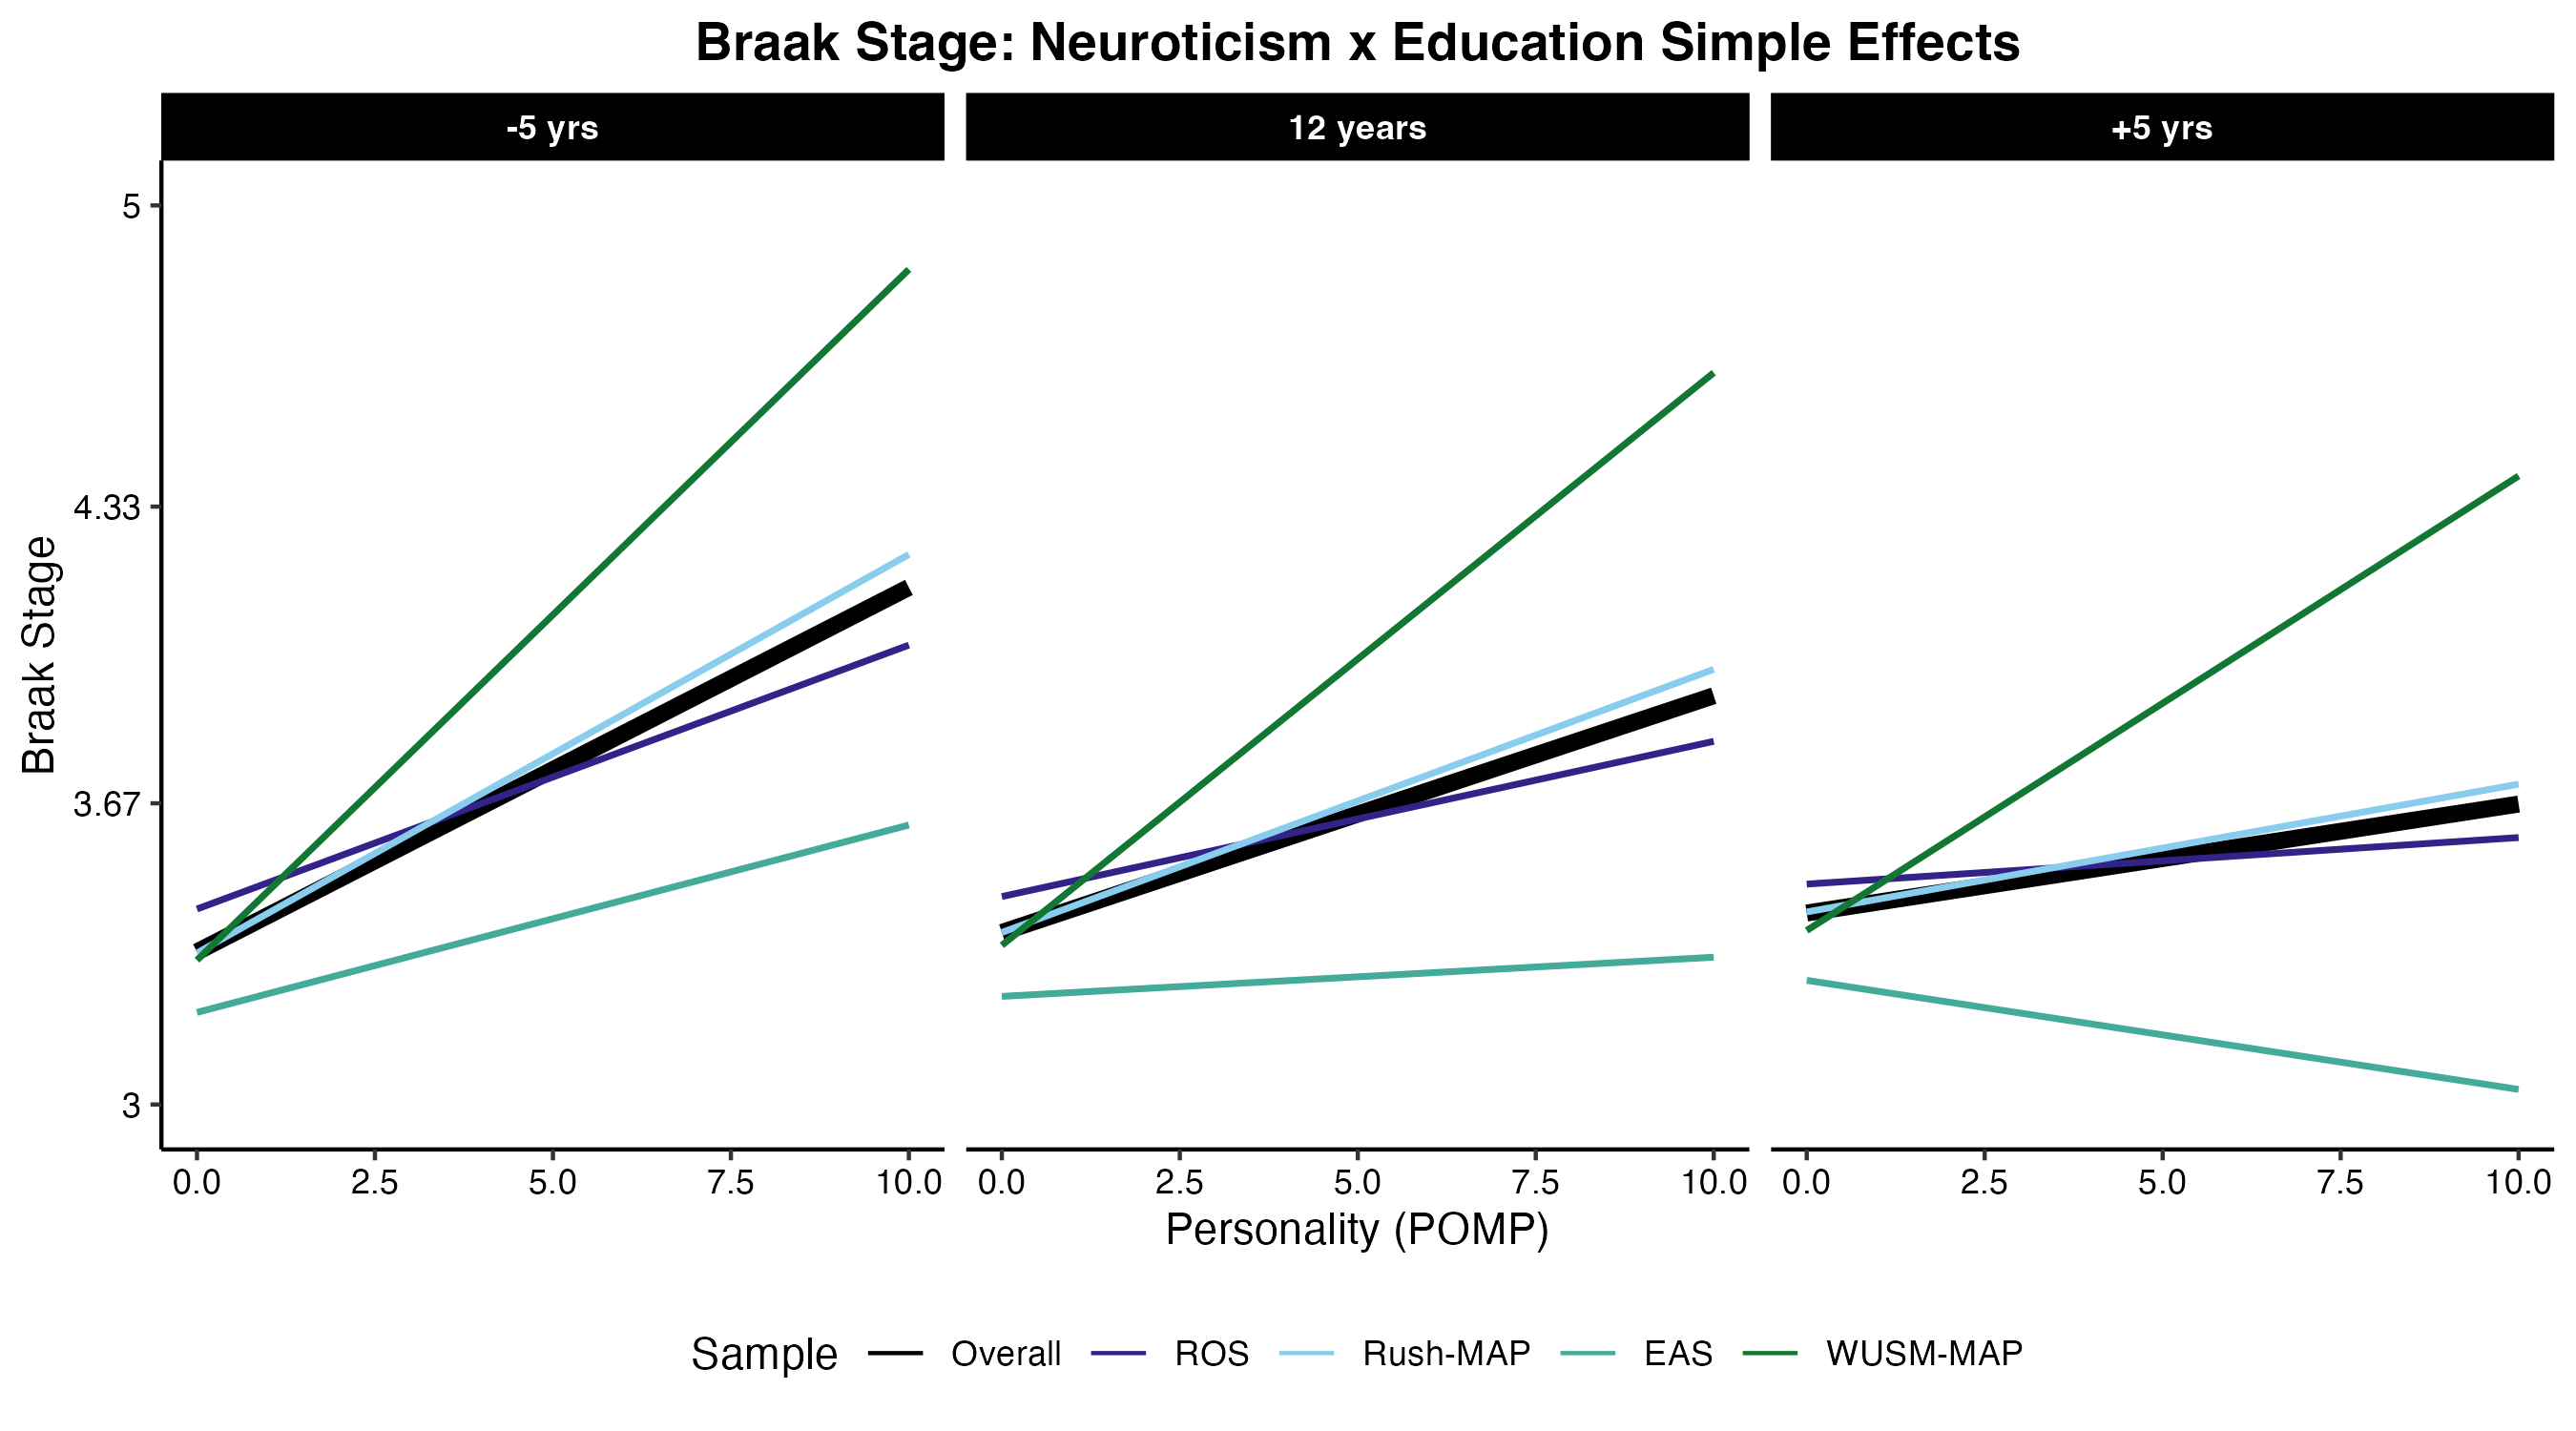 Braak Stage: Neuroticism x Education Simple Effects
-5 yrs
12 years
+5 yrs
Braak Stage
5
4.33
3.67
3
0.0 2.5 5.0 7.5 10.0
0.0 2.5 5.0 7.5 10.0
0.0 2.5 5.0 7.5 10.0
Personality (POMP)
Sample Overall ROS Rush-MAP EAS WUSM-MAP